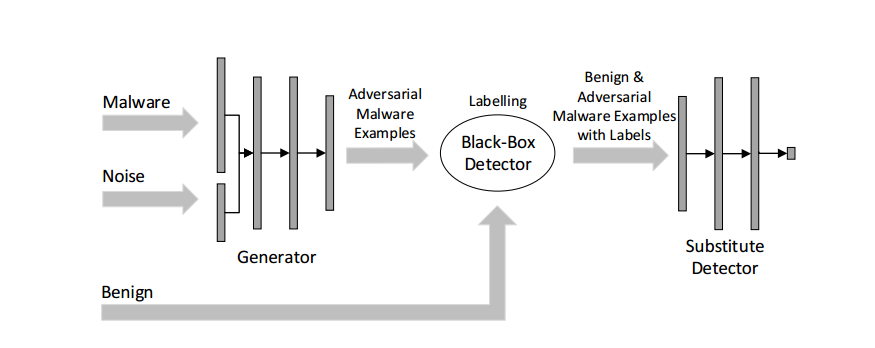 Malware
Noise
Benign
Generator
Adversarial
Malware
Examples
Labelling
Black-Box
Detector
Benign &
Adversarial
Malware Examples
with Labels
Substitute
Detector